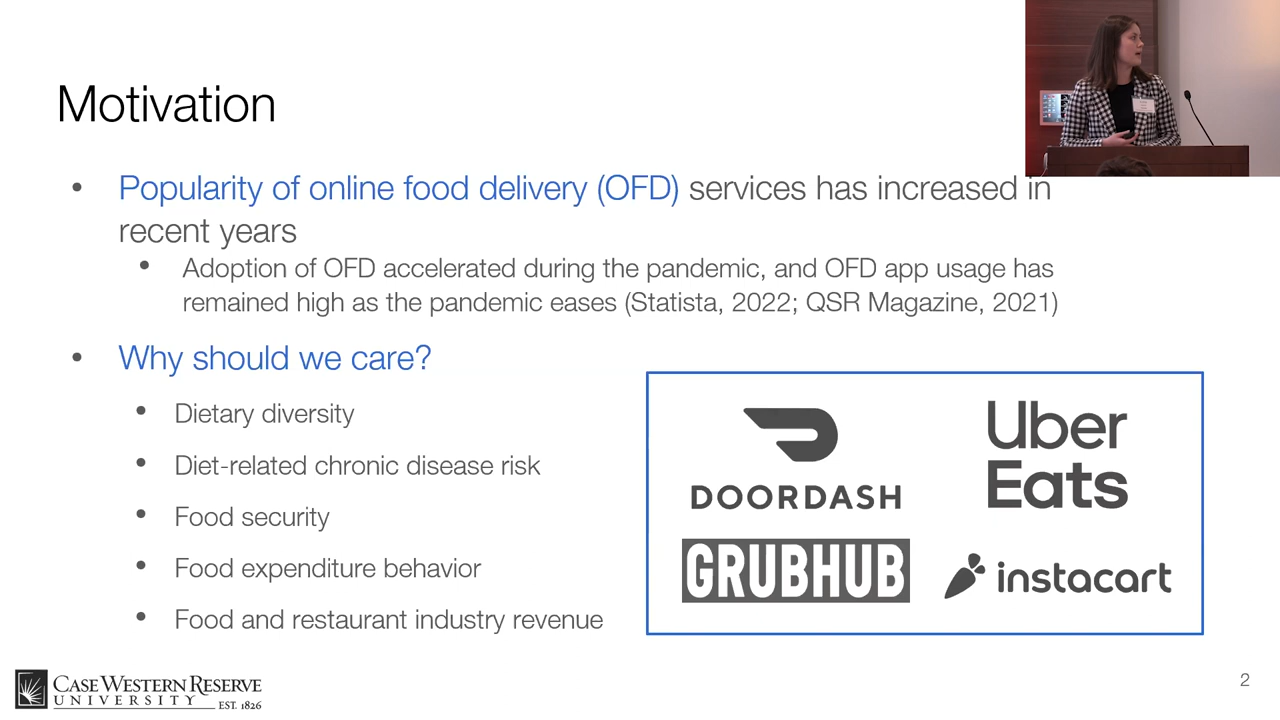 Motivation
• Popularity of online food delivery (OFD) services has increased in
recent years
• Adoption of OFD accelerated during the pandemic, and OFD app usage has
remained high as the pandemic eases (Statista, 2022; QSR Magazine, 2021)
• Why should we care?
• Dietary diversity
• Diet-related chronic disease risk
• Food security
• Food expenditure behavior
• Food and restaurant industry revenue
DOORDASH
Uber
Eats
GRUBHUB
instacart
CASE WESTERN RESERVE
UNIVERSITY
EST. 1826
2